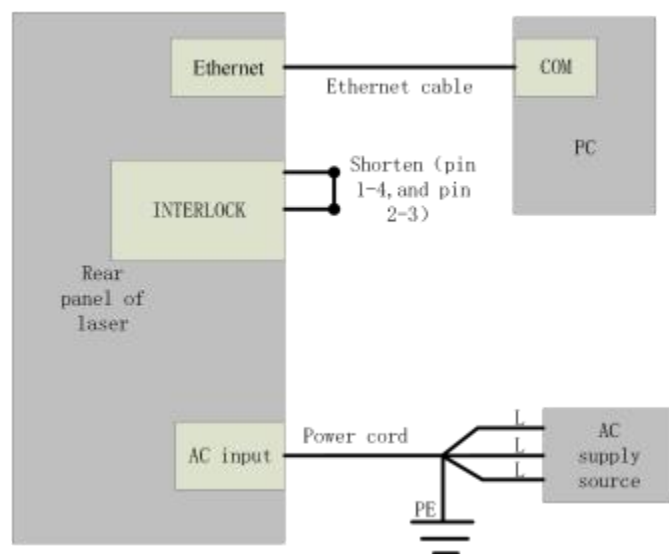 Ethernet
COM
Ethernet cable
PC
Shorten (pin
1-4, and pin
2-3)
INTERLOCK
Rear
panel of
laser
L
Power cord
AC
L
AC input
supply
L
source
PE